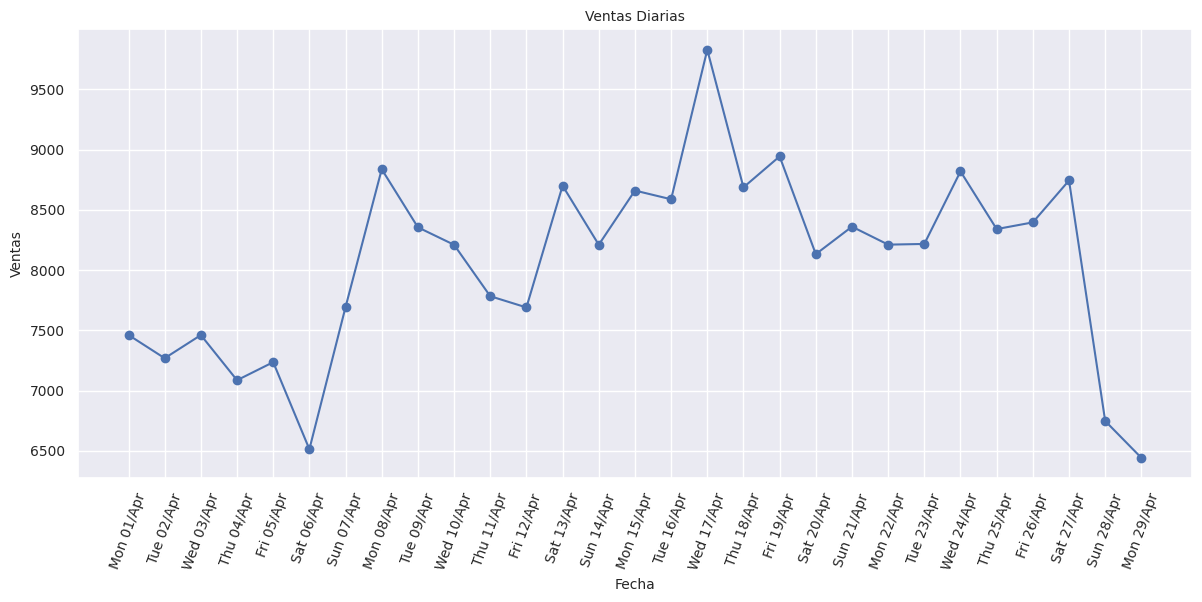 Ventas Diarias
Ventas
9500
9000
8500
8000
7500
7000
6500
Mon 01/Apr
Tue 02/Apr
Wed 03/Apr
Thu 04/Apr
Fri 05/Apr
Sat 06/Apr
Sun 07/Apr
Mon 08/Apr
Tue 09/Apr
Wed 10/Apr
Thu 11/Apr
Fri 12/Apr
Sat 13/Apr
Sun 14/Apr
Mon 15/Apr
Tue 16/Apr
Wed 17/Apr
Thu 18/Apr
Fri 19/Apr
Sat 20/Apr
Sun 21/Apr
Mon 22/Apr
Tue 23/Apr
Wed 24/Apr
Thu 25/Apr
Fri 26/Apr
Sat 27/Apr
Sun 28/Apr
Mon 29/Apr
Fecha